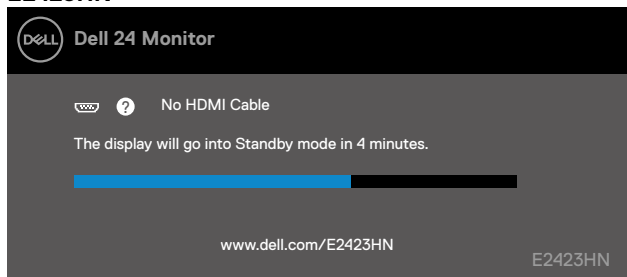 E2423HN
DELL Dell 24 Monitor
? No HDMI Cable
The display will go into Standby mode in 4 minutes.
www.dell.com/E2423HN
E2423HN